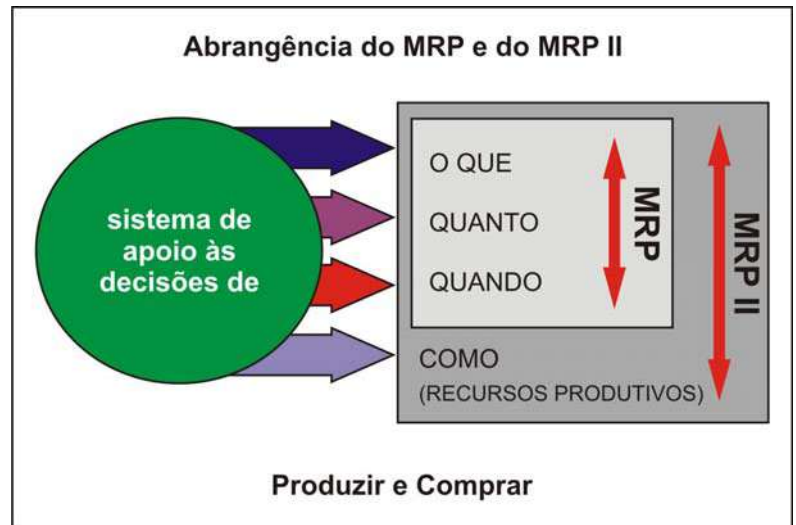 Abrangência do MRP e do MRP II
sistema de
apoio às
decisões de
O QUE
QUANTO
QUANDO
MRP
COMO
(RECURSOS PRODUTIVOS)
MRP II
Produzir e Comprar